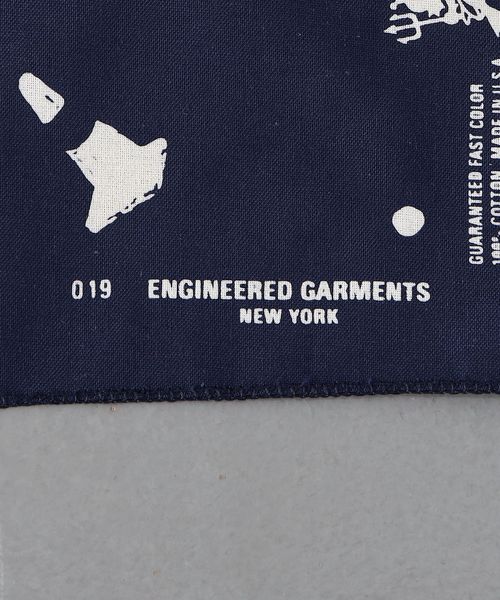 GUARANTEED FAST COLOR
100% COTTON MADE IN U.S.A.
019 ENGINEERED GARMENTS
NEW YORK